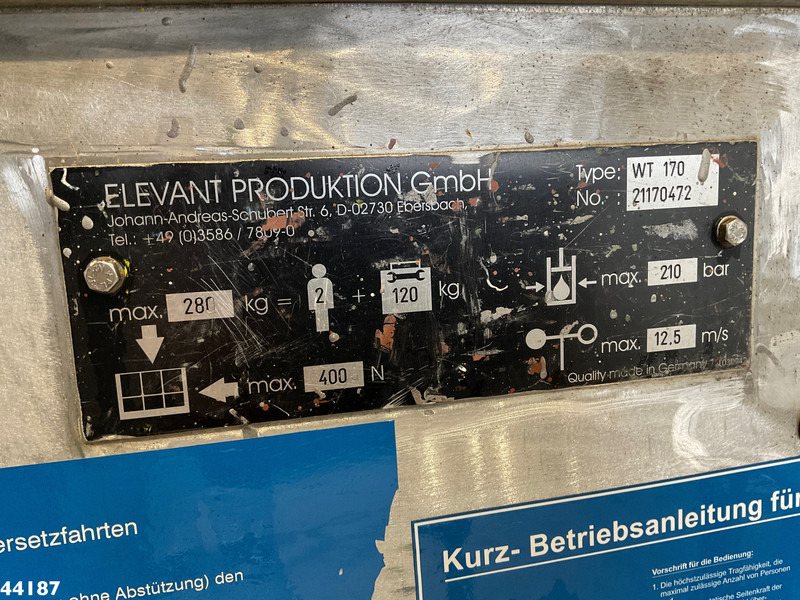 ELEVANT PRODUKTION GmbH
Johann-Andreas-Schubert Str. 6, D-02730 Ebersbach
Tel.: +49 (0)3586 / 7809-0
Type: WT 170
No. : 21170472
max. 280 kg = 2 + 120 kg
max. 400 N
max. 210 bar
max. 12.5 m/s
Quality made in Germany
ersetzfahrten
44187
ohne Abstützung) den
Kurz- Betriebsanleitung für
Vorschrift für die Bedienung:
1. Die höchstzulässige Tragfähigkeit, die
maximal zulässige Anzahl von Personen
Seitenkraft der